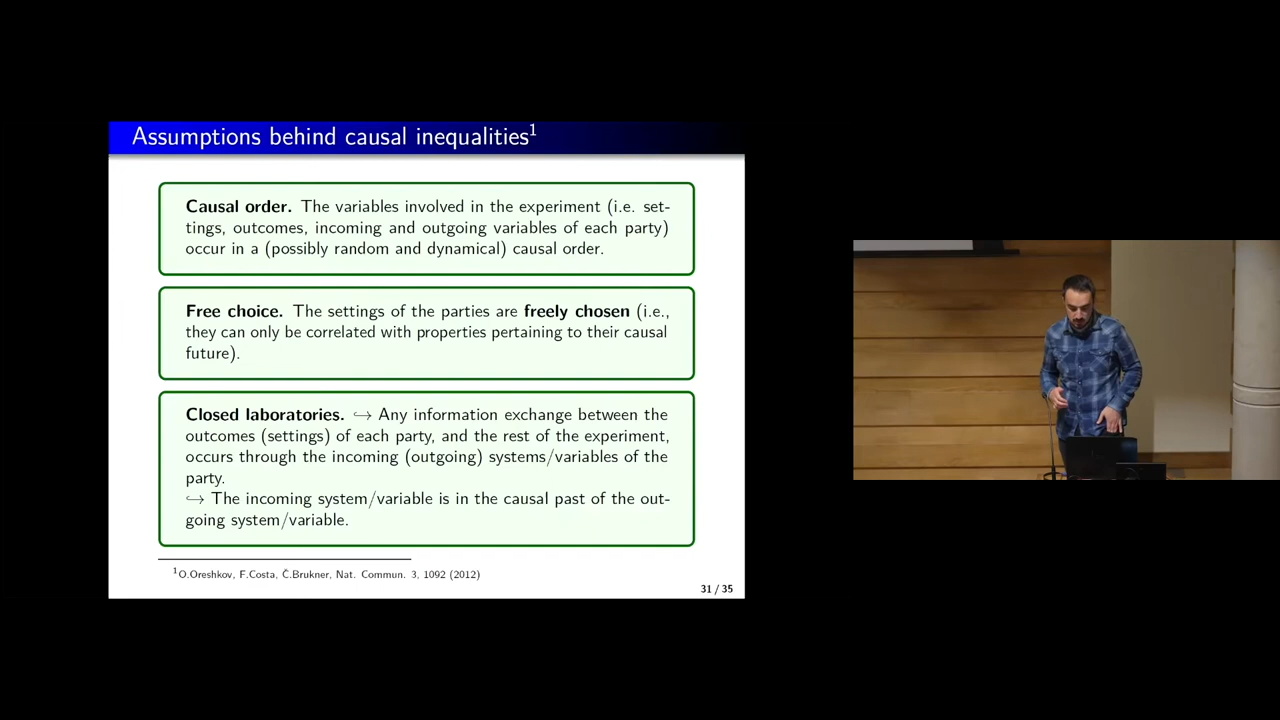 Assumptions behind causal inequalities¹
Causal order. The variables involved in the experiment (i.e. set-
tings, outcomes, incoming and outgoing variables of each party)
occur in a (possibly random and dynamical) causal order.
Free choice. The settings of the parties are freely chosen (i.e.,
they can only be correlated with properties pertaining to their causal
future).
Closed laboratories. ↪ Any information exchange between the
outcomes (settings) of each party, and the rest of the experiment,
occurs through the incoming (outgoing) systems/variables of the
party.
↪ The incoming system/variable is in the causal past of the out-
going system/variable.
¹O.Oreshkov, F.Costa, Č.Brukner, Nat. Commun. 3, 1092 (2012)
31 / 35